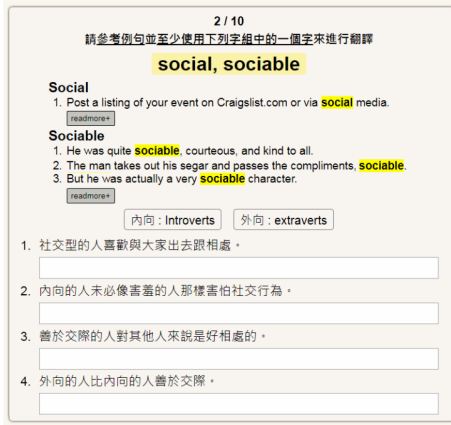 2 / 10
請參考例句並至少使用下列字組中的一個字來進行翻譯
social, sociable
Social
1. Post a listing of your event on Craigslist.com or via social media.
readmore+
Sociable
1. He was quite sociable, courteous, and kind to all.
2. The man takes out his segar and passes the compliments, sociable.
3. But he was actually a very sociable character.
readmore+
內向 : Introverts 外向 : extraverts
1. 社交型的人喜歡與大家出去跟相處。
2. 內向的人未必像害羞的人那樣害怕社交行為。
3. 善於交際的人對其他人來說是好相處的。
4. 外向的人比內向的人善於交際。